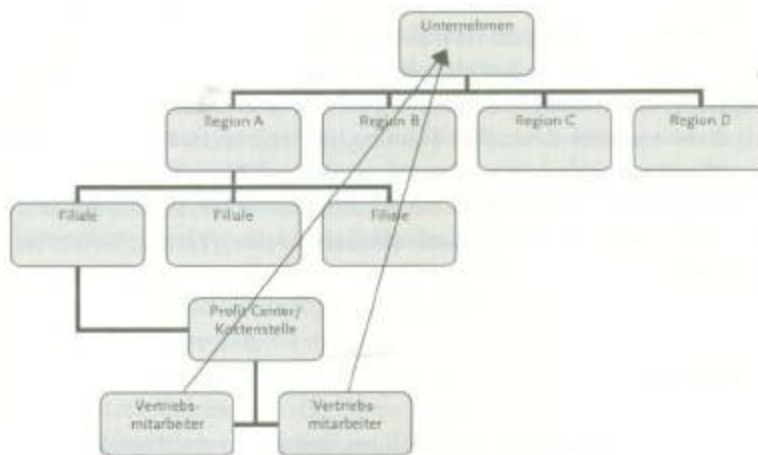 Unternehmen
Region A
Region B
Region C
Region D
Filiale
Filiale
Filiale
Profit Center/
Kostenstelle
Vertriebs-
mitarbeiter
Vertriebs-
mitarbeiter